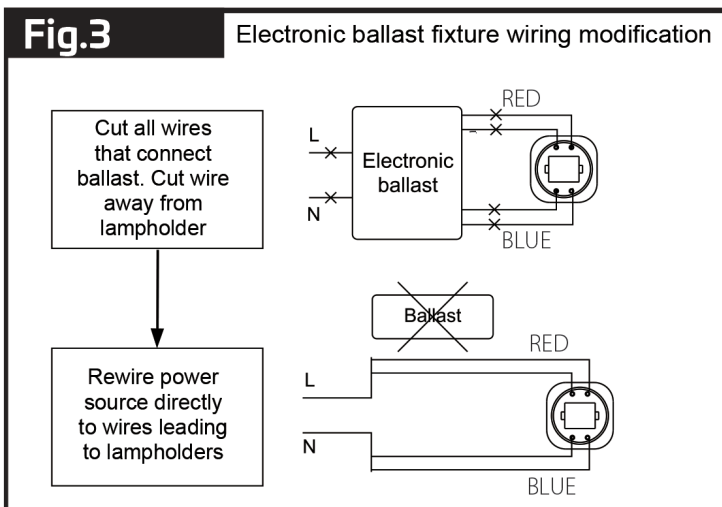 Fig.3
Electronic ballast fixture wiring modification
Cut all wires
that connect
ballast. Cut wire
away from
lampholder
L
N
Electronic
ballast
RED
BLUE
Ballast
Rewire power
source directly
to wires leading
to lampholders
L
N
RED
BLUE